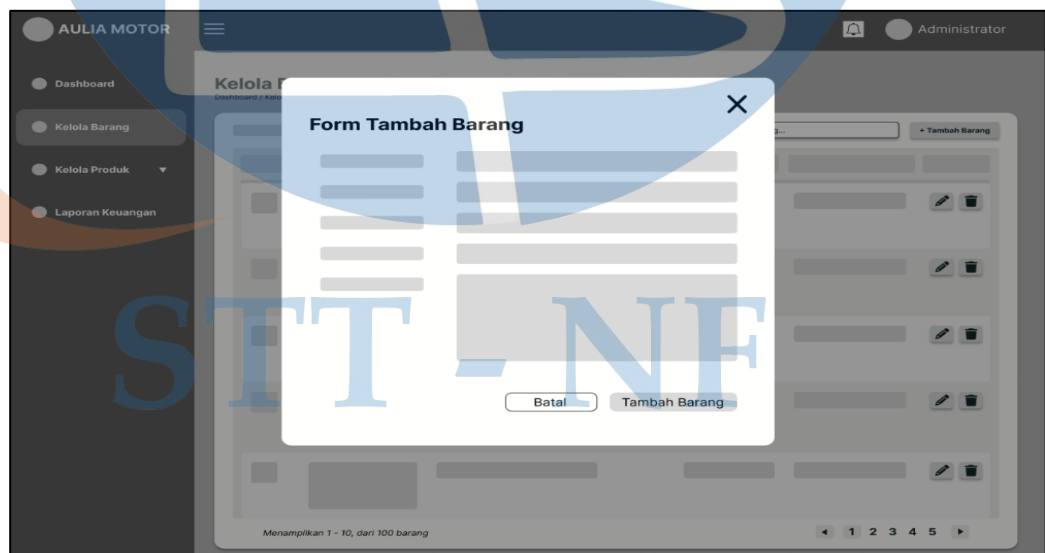 AULIA MOTOR
Administrator
Dashboard
Kelola Barang
Kelola Produk
Laporan Keuangan
Kelola
Dashboard /
+ Tambah Barang
Form Tambah Barang
Batal
Tambah Barang
Menampilkan 1 - 10, dari 100 barang
1 2 3 4 5
STT - NF